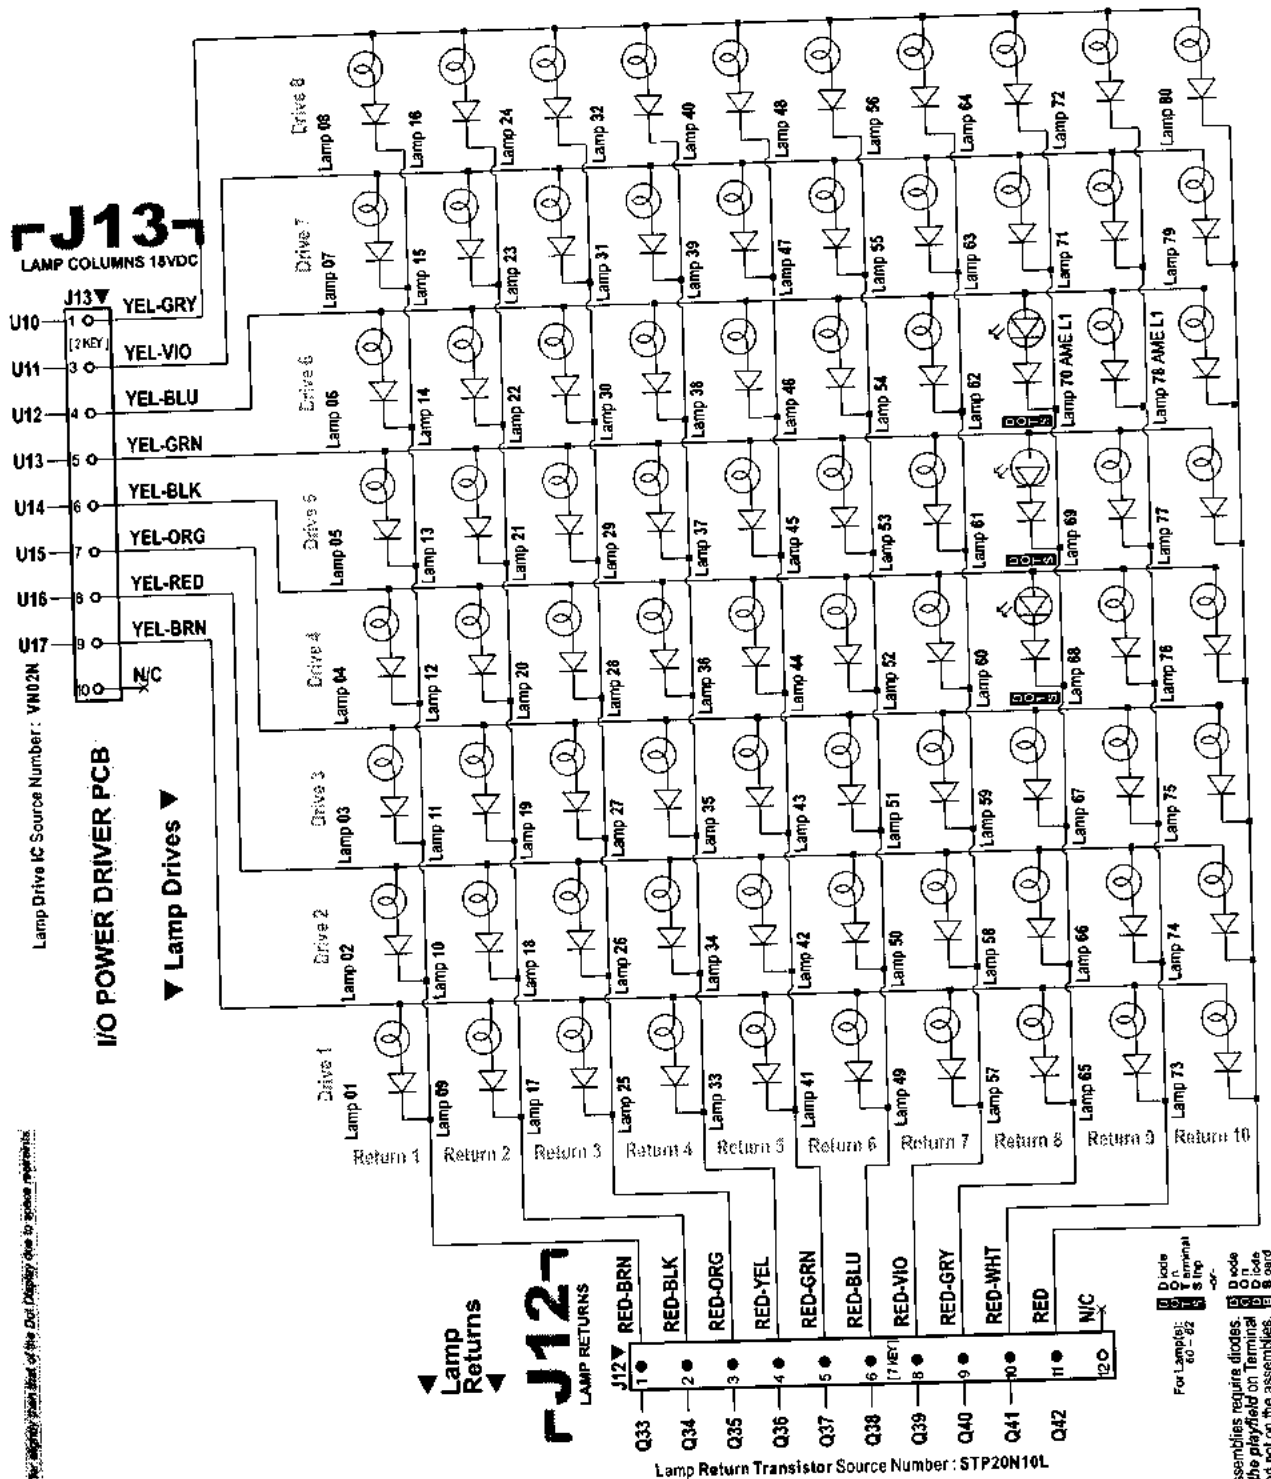 J13
LAMP COLUMNS 18VDC
J13▼
U10 1 YEL-GRY
[2 KEY]
U11 3 YEL-VIO
U12 4 YEL-BLU
U13 5 YEL-GRN
U14 6 YEL-BLK
U15 7 YEL-ORG
U16 8 YEL-RED
U17 9 YEL-BRN
10 N/C
Lamp Drive IC Source Number: VN02N
I/O POWER DRIVER PCB
▼ Lamp Drives ▼
Drive 8
Lamp 08
Lamp 16
Lamp 24
Lamp 32
Lamp 40
Lamp 48
Lamp 56
Lamp 64
Lamp 72
Lamp 80
Drive 7
Lamp 07
Lamp 15
Lamp 23
Lamp 31
Lamp 39
Lamp 47
Lamp 55
Lamp 63
Lamp 71
Lamp 79
Drive 6
Lamp 06
Lamp 14
Lamp 22
Lamp 30
Lamp 38
Lamp 46
Lamp 54
Lamp 62
Lamp 70 AME L1
Lamp 78 AME L1
DOTS
Drive 5
Lamp 05
Lamp 13
Lamp 21
Lamp 29
Lamp 37
Lamp 45
Lamp 53
Lamp 61
Lamp 69
Lamp 77
DOTS
Drive 4
Lamp 04
Lamp 12
Lamp 20
Lamp 28
Lamp 36
Lamp 44
Lamp 52
Lamp 60
Lamp 68
Lamp 76
DOTS
Drive 3
Lamp 03
Lamp 11
Lamp 19
Lamp 27
Lamp 35
Lamp 43
Lamp 51
Lamp 59
Lamp 67
Lamp 75
Drive 2
Lamp 02
Lamp 10
Lamp 18
Lamp 26
Lamp 34
Lamp 42
Lamp 50
Lamp 58
Lamp 66
Lamp 74
Drive 1
Lamp 01
Lamp 09
Lamp 17
Lamp 25
Lamp 33
Lamp 41
Lamp 49
Lamp 57
Lamp 65
Lamp 73
Return 1
Return 2
Return 3
Return 4
Return 5
Return 6
Return 7
Return 8
Return 9
Return 10
▼ Lamp
Returns ▼
J12
LAMP RETURNS
J12▼
Q33 1 RED-BRN
Q34 2 RED-BLK
Q35 3 RED-ORG
Q36 4 RED-YEL
Q37 5 RED-GRN
Q38 6 RED-BLU
[7 KEY]
Q39 8 RED-VIO
Q40 9 RED-GRY
Q41 10 RED-WHT
Q42 11 RED
12 N/C
Lamp Return Transistor Source Number: STP20N10L
For Lamp(s):
60 - 62
Diode
On
Terminal
Strip
-or-
Diode
On
Diode
Board
semblies require diodes.
the playfield on Terminal
not on the assemblies.